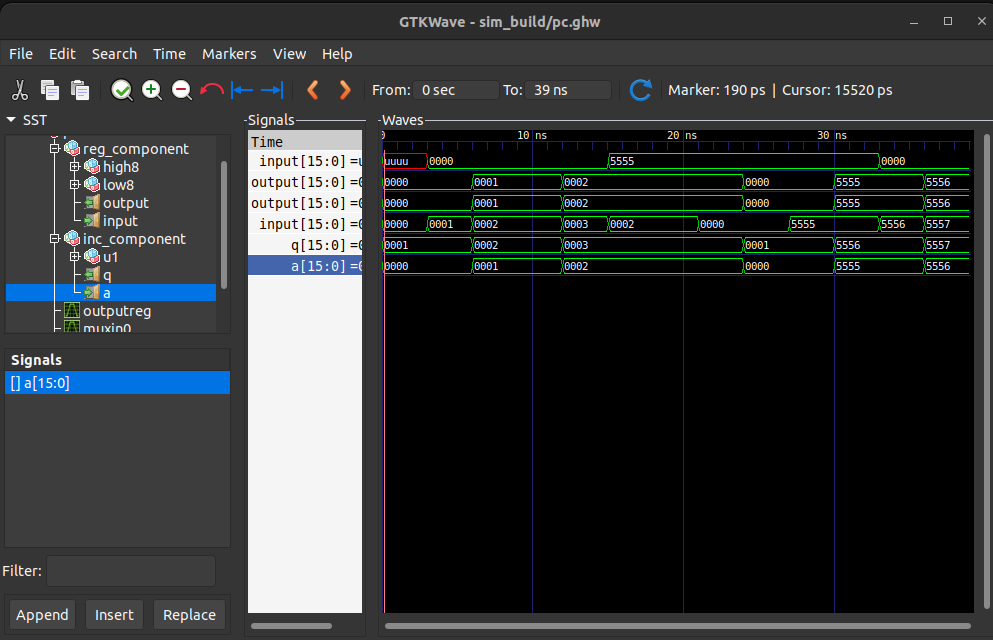 GTKWave - sim_build/pc.ghw
File Edit Search Time Markers View Help
From: 0 sec To: 39 ns Marker: 190 ps | Cursor: 15520 ps
SST
reg_component
high8
low8
output
input
inc_component
u1
q
a
outputreg
muxin0
Signals
[] a[15:0]
Filter:
Append Insert Replace
Signals
Time
input[15:0] =u
output[15:0] =0
output[15:0] =0
input[15:0] =0
q[15:0] =0
a[15:0] =0
Waves
0 10 ns 20 ns 30 ns
uuuu 0000 5555 0000
0000 0001 0002 0000 5555 5556
0000 0001 0002 0000 5555 5556
0000 0001 0002 0003 0002 0000 5555 5556 5557
0001 0002 0003 0001 5556 5557
0000 0001 0002 0000 5555 5556